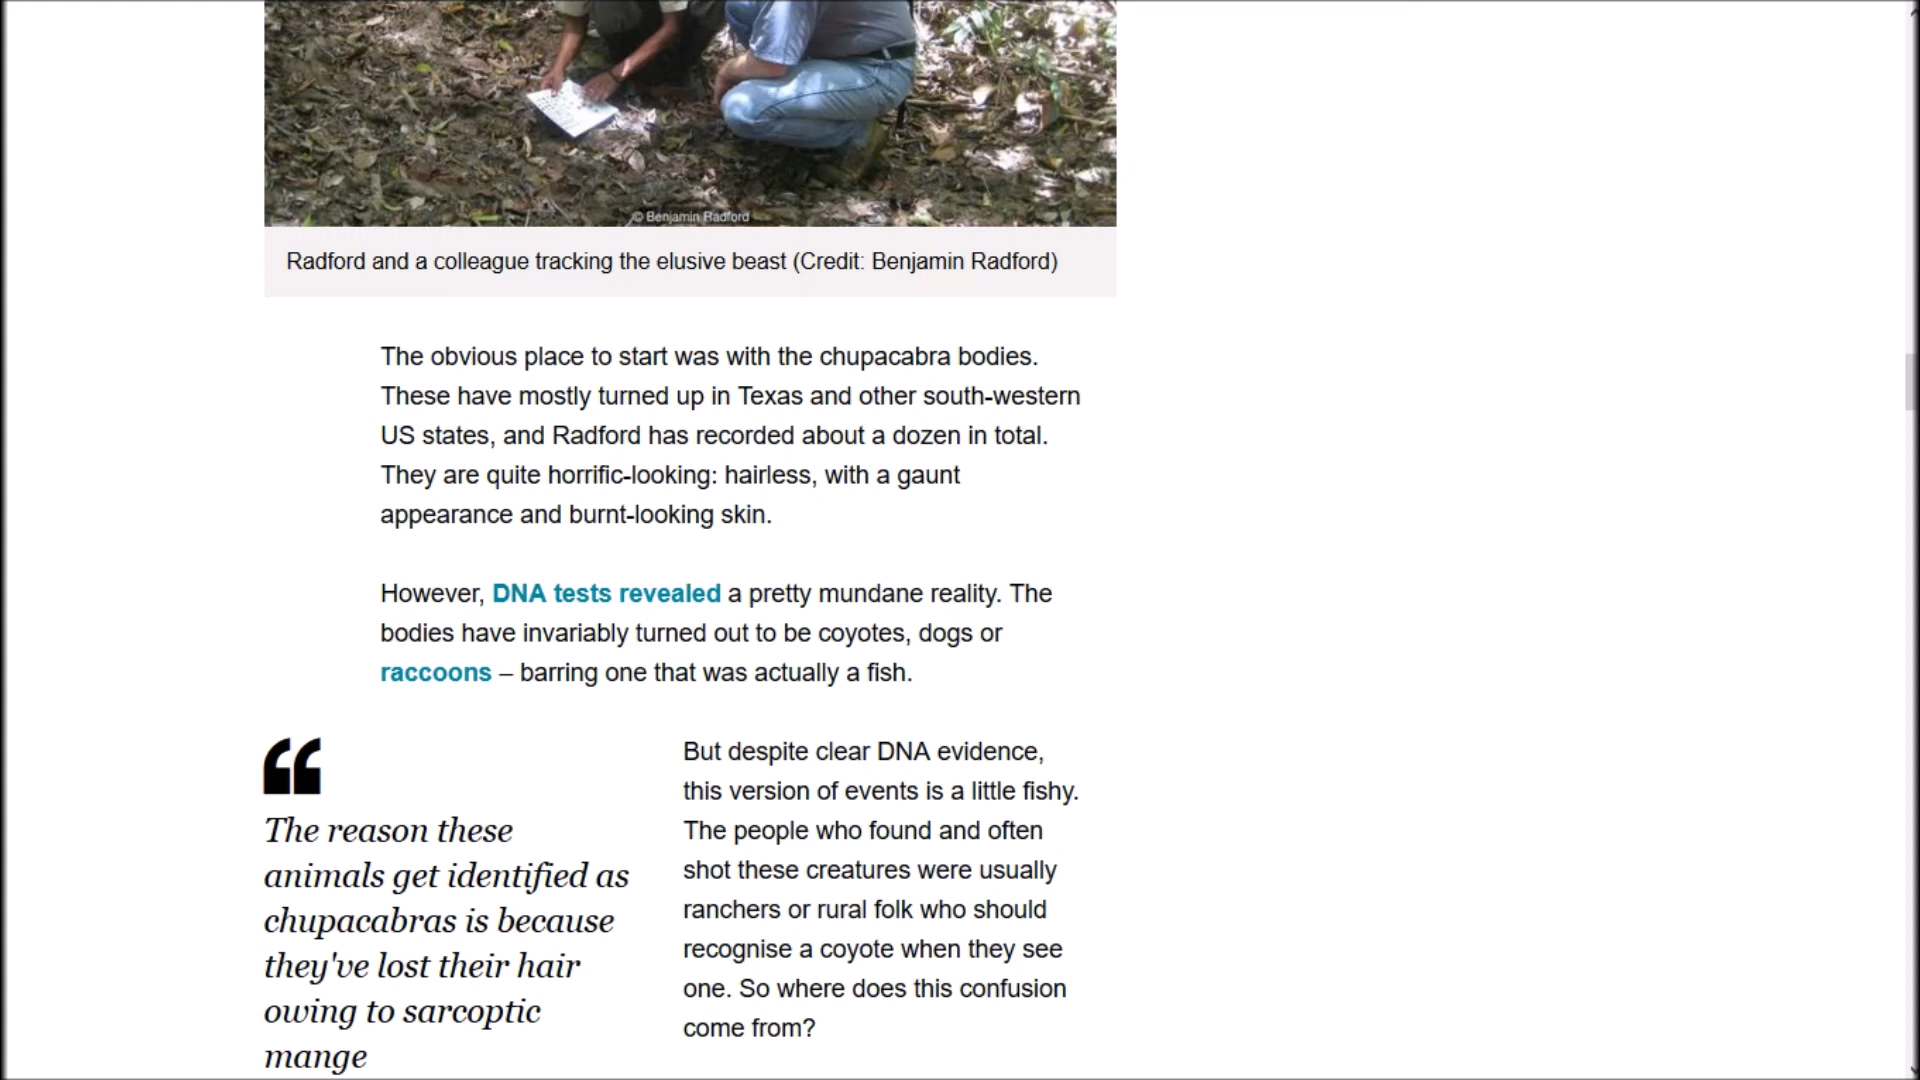 © Benjamin Radford
Radford and a colleague tracking the elusive beast (Credit: Benjamin Radford)
The obvious place to start was with the chupacabra bodies.
These have mostly turned up in Texas and other south-western
US states, and Radford has recorded about a dozen in total.
They are quite horrific-looking: hairless, with a gaunt
appearance and burnt-looking skin.
However, DNA tests revealed a pretty mundane reality. The
bodies have invariably turned out to be coyotes, dogs or
raccoons – barring one that was actually a fish.
“
The reason these
animals get identified as
chupacabras is because
they've lost their hair
owing to sarcoptic
mange
But despite clear DNA evidence,
this version of events is a little fishy.
The people who found and often
shot these creatures were usually
ranchers or rural folk who should
recognise a coyote when they see
one. So where does this confusion
come from?